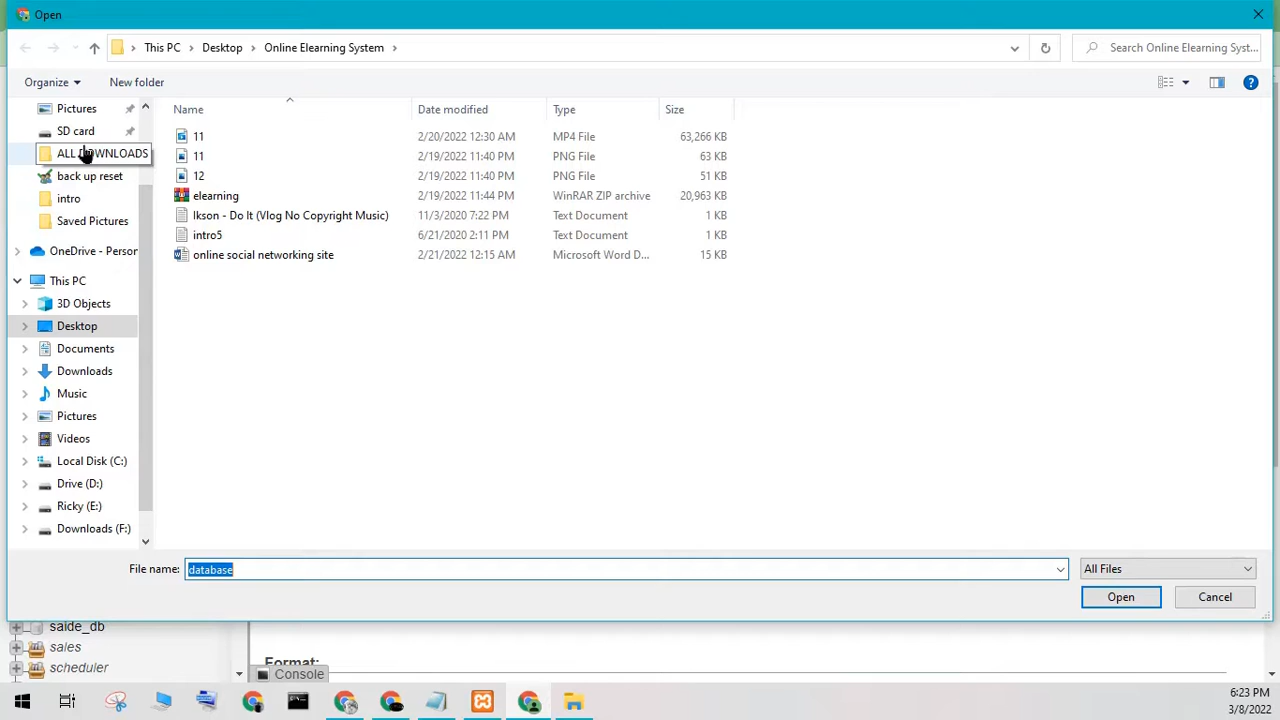 Open
This PC > Desktop > Online Elearning System >
Search Online Elearning Syst...
Organize
New folder
Name
Date modified
Type
Size
Pictures
SD card
ALL DOWNLOADS
back up reset
intro
Saved Pictures
OneDrive - Person
This PC
3D Objects
Desktop
Documents
Downloads
Music
Pictures
Videos
Local Disk (C:)
Drive (D:)
Ricky (E:)
Downloads (F:)
11 2/20/2022 12:30 AM MP4 File 63,266 KB
11 2/19/2022 11:40 PM PNG File 63 KB
12 2/19/2022 11:40 PM PNG File 51 KB
elearning 2/19/2022 11:44 PM WinRAR ZIP archive 20,963 KB
Ikson - Do It (Vlog No Copyright Music) 11/3/2020 7:22 PM Text Document 1 KB
intro5 6/21/2020 2:11 PM Text Document 1 KB
online social networking site 2/21/2022 12:15 AM Microsoft Word D... 15 KB
File name: database
All Files
Open
Cancel
saide_db
sales
scheduler
Format:
Console
6:23 PM
3/8/2022